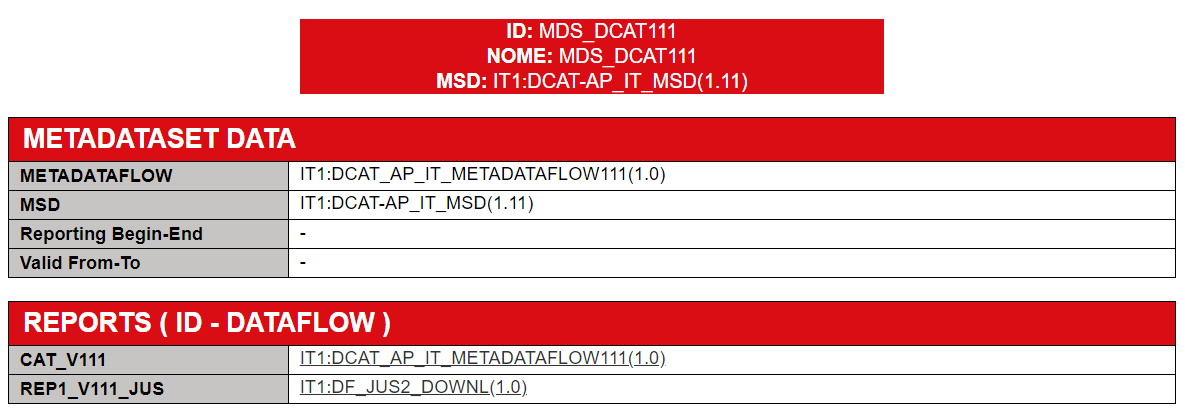 ID: MDS_DCAT111
NOME: MDS_DCAT111
MSD: IT1:DCAT-AP_IT_MSD(1.11)
METADATASET DATA
METADATAFLOW IT1:DCAT_AP_IT_METADATAFLOW111(1.0)
MSD IT1:DCAT-AP_IT_MSD(1.11)
Reporting Begin-End -
Valid From-To -
REPORTS ( ID - DATAFLOW )
CAT_V111 IT1:DCAT_AP_IT_METADATAFLOW111(1.0)
REP1_V111_JUS IT1:DF_JUS2_DOWNL(1.0)